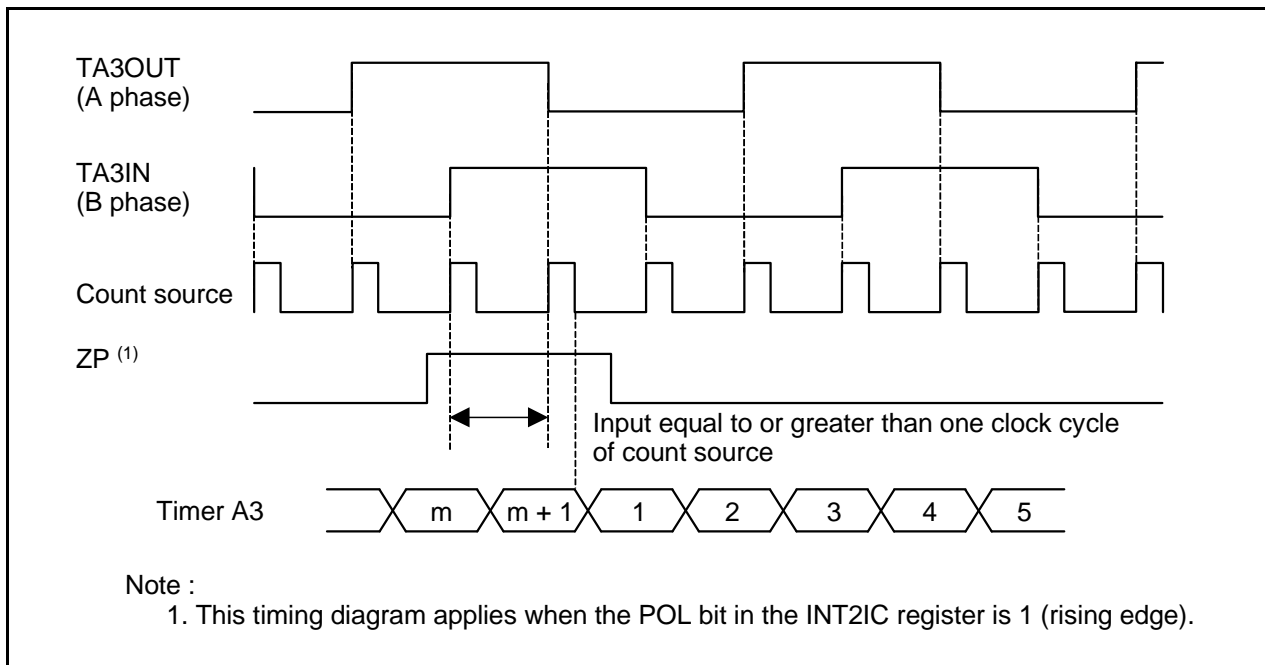 TA3OUT
(A phase)
TA3IN
(B phase)
Count source
ZP (1)
Input equal to or greater than one clock cycle
of count source
Timer A3 m m + 1 1 2 3 4 5
Note :
1. This timing diagram applies when the POL bit in the INT2IC register is 1 (rising edge).